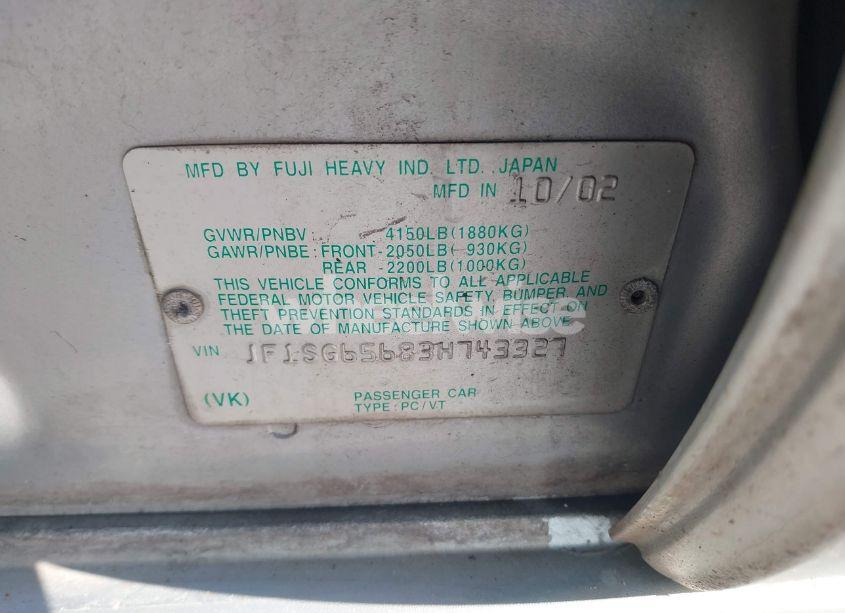 MFD BY FUJI HEAVY IND. LTD. JAPAN
MFD IN 10/02
GVWR/PNBV: 4150LB(1880KG)
GAWR/PNBE: FRONT-2050LB( 930KG)
REAR -2200LB(1000KG)
THIS VEHICLE CONFORMS TO ALL APPLICABLE
FEDERAL MOTOR VEHICLE SAFETY, BUMPER, AND
THEFT PREVENTION STANDARDS IN EFFECT ON
THE DATE OF MANUFACTURE SHOWN ABOVE
VIN JF1SG65683H743327
(VK) PASSENGER CAR
TYPE: PC/VT